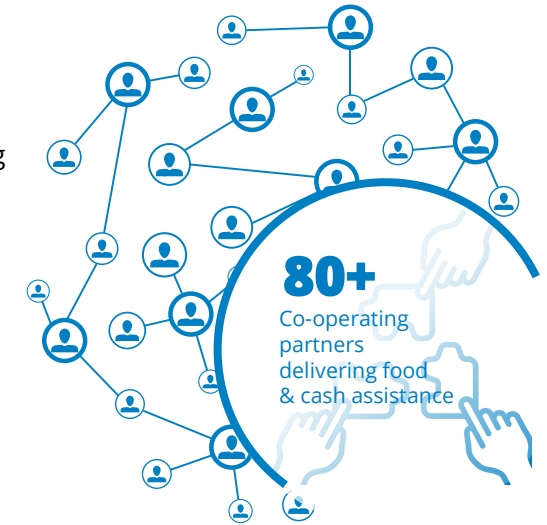 g
80+
Co-operating
partners
delivering food
& cash assistance